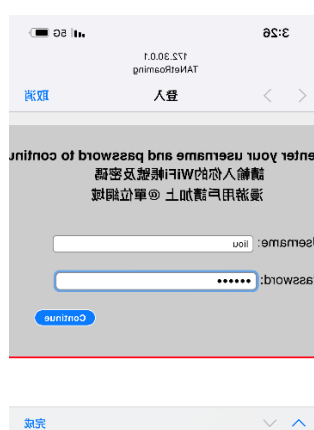 3:26 5G
172.30.0.1
TANetRoaming
登入 取消
enter your username and password to continu
請輸入你的WiFi帳號及密碼
漫遊用戶請加上 @單位網域
sername: liou
assword: ••••••
Continue
完成